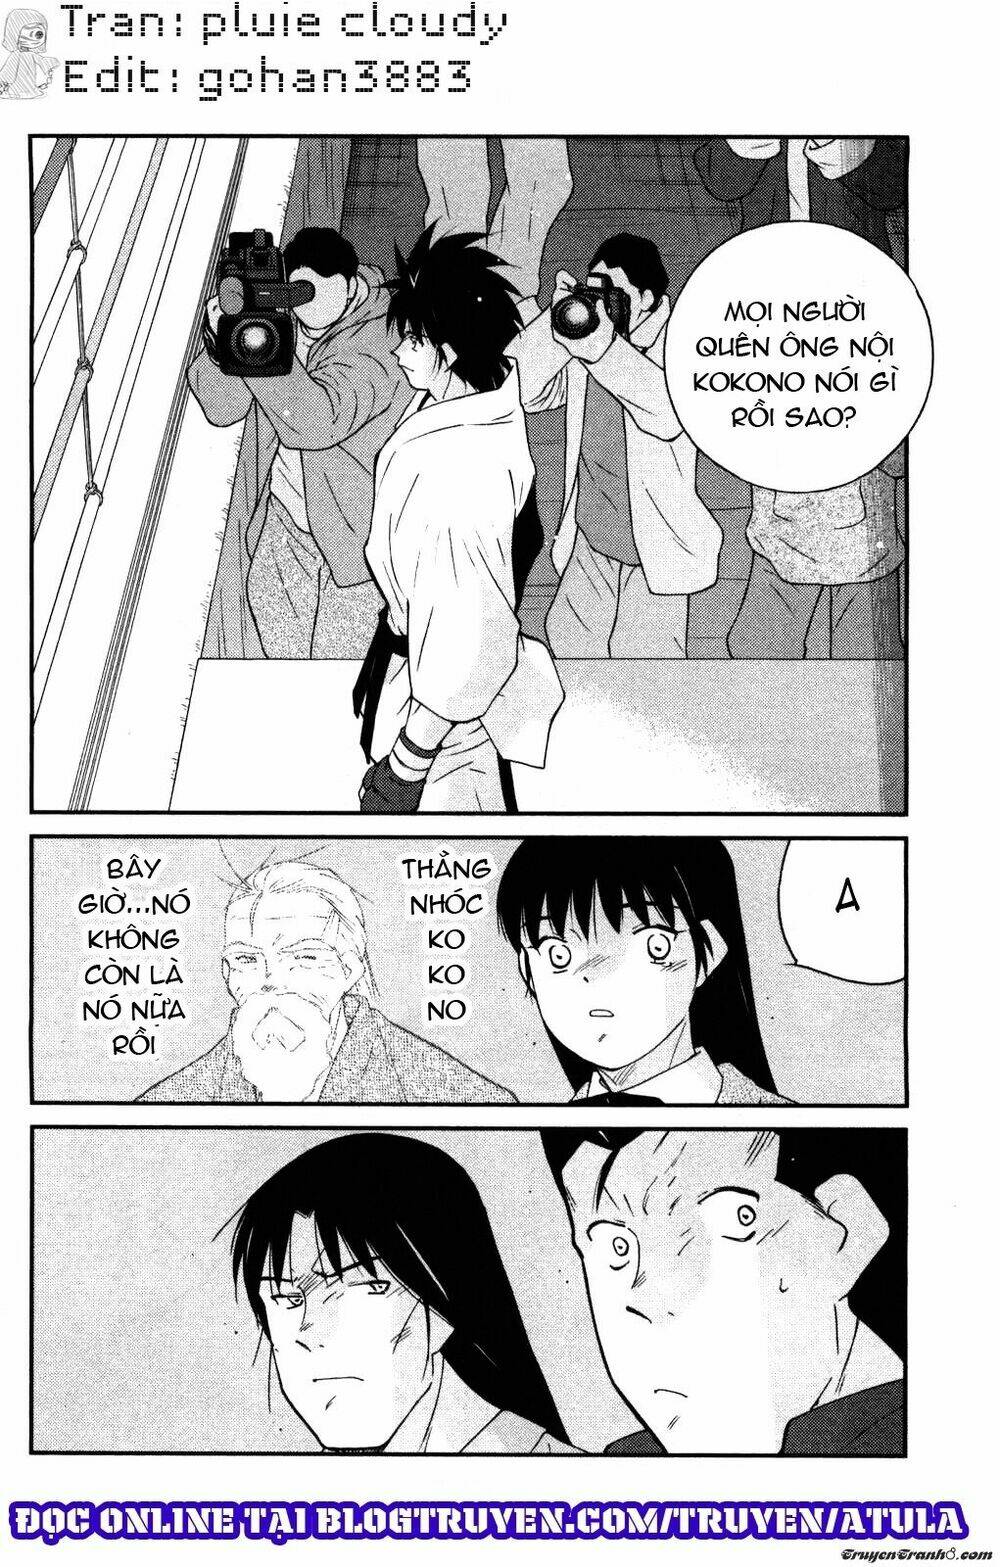 Tran: pluie cloudy
Edit: gohan3883
MỌI NGƯỜI
QUÊN ÔNG NỘI
KOKONO NÓI GÌ
RỒI SAO?
A
THẰNG
NHÓC
KO
KO
NO
BÂY
GIỜ...NÓ
KHÔNG
CÒN LÀ
NÓ NỮA
RỒI
ĐỌC ONLINE TẠI BLOGTRUYEN.COM/TRUYEN/ATULA
TruyenTranh8.com